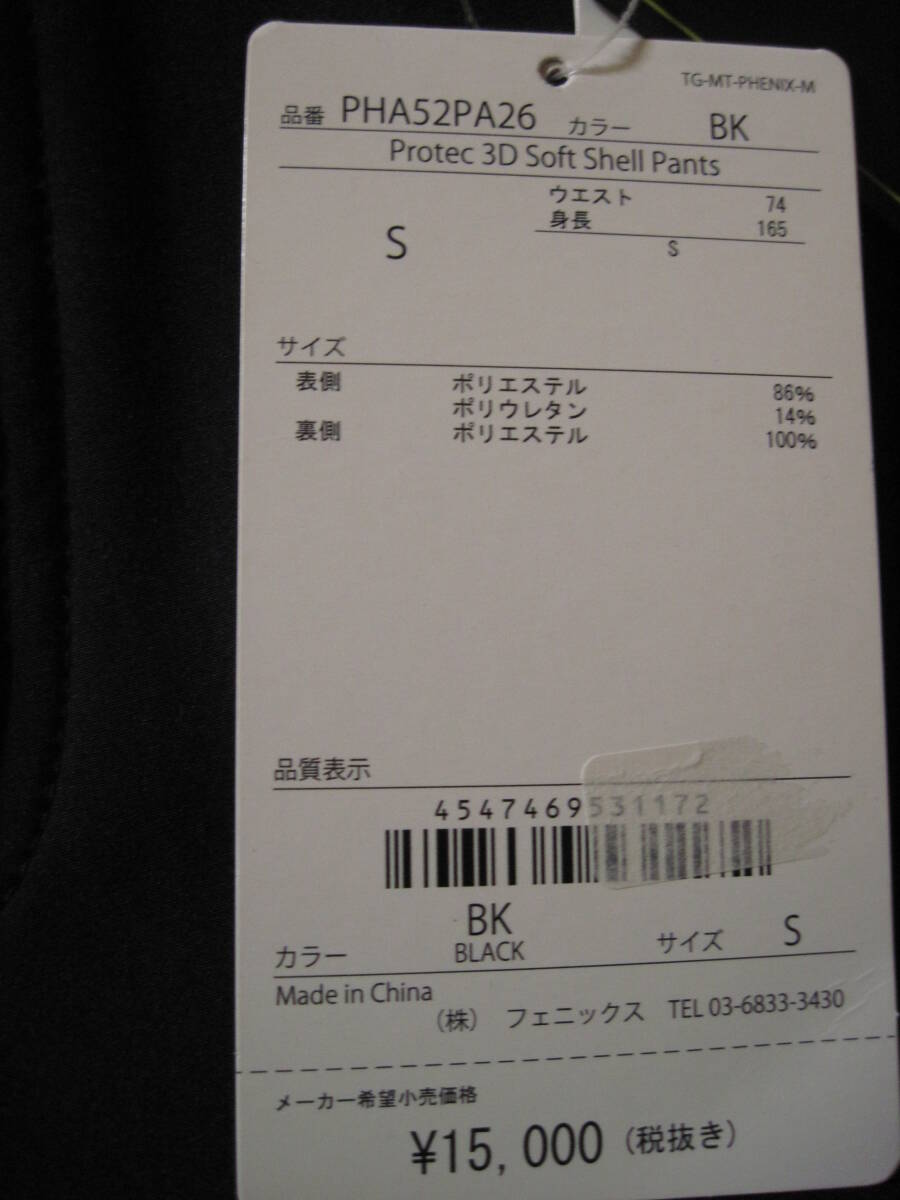 TG-MT-PHENIX-M
品番 PHA52PA26 カラー BK
Protec 3D Soft Shell Pants
ウエスト 74
身長 165
S S
サイズ
表側 ポリエステル 86%
ポリウレタン 14%
裏側 ポリエステル 100%
品質表示
4547469531172
BK
カラー BLACK サイズ S
Made in China
（株） フェニックス TEL 03-6833-3430
メーカー希望小売価格
¥15,000（税抜き）